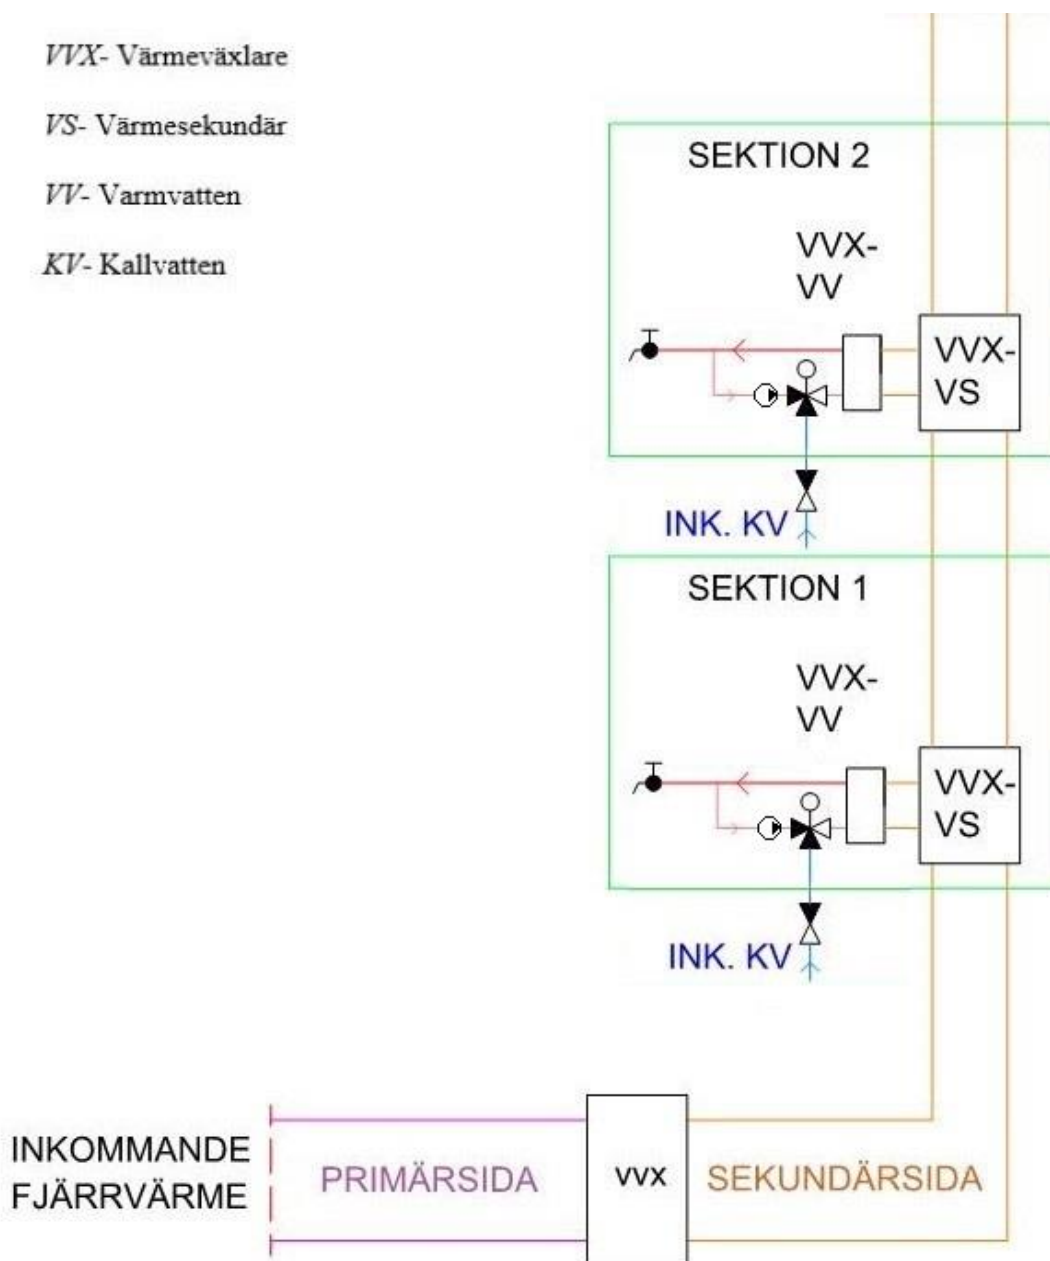 VVX- Värmeväxlare
VS- Värmesekundär
VV- Varmvatten
KV- Kallvatten
SEKTION 2
VVX-
VV
VVX-
VS
INK. KV
SEKTION 1
VVX-
VV
VVX-
VS
INK. KV
INKOMMANDE
FJÄRRVÄRME
PRIMÄRSIDA
VVX
SEKUNDÄRSIDA